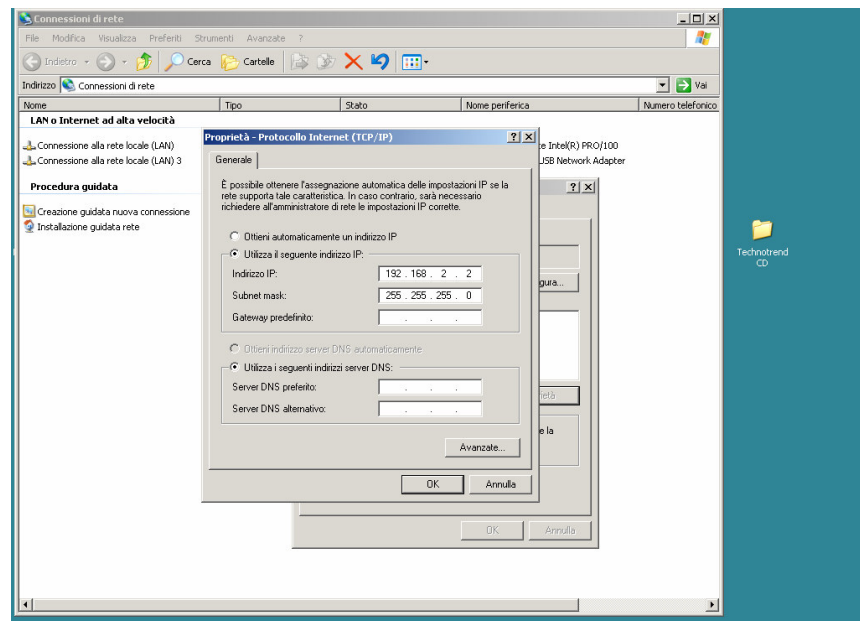 Connessioni di rete
File Modifica Visualizza Preferiti Strumenti Avanzate ?
Indietro Cerca Cartelle
Indirizzo Connessioni di rete Vai
Nome Tipo Stato Nome periferica Numero telefonico
LAN o Internet ad alta velocità
Connessione alla rete locale (LAN) Intel(R) PRO/100
Connessione alla rete locale (LAN) 3 USB Network Adapter
Procedura guidata
Creazione guidata nuova connessione
Installazione guidata rete
Proprietà - Protocollo Internet (TCP/IP)
Generale
È possibile ottenere l'assegnazione automatica delle impostazioni IP se la
rete supporta tale caratteristica. In caso contrario, sarà necessario
richiedere all'amministratore di rete le impostazioni IP corrette.
Ottieni automaticamente un indirizzo IP
Utilizza il seguente indirizzo IP:
Indirizzo IP: 192 . 168 . 2 . 2
Subnet mask: 255 . 255 . 255 . 0
Gateway predefinito: . . .
Ottieni indirizzo server DNS automaticamente
Utilizza i seguenti indirizzi server DNS:
Server DNS preferito: . . .
Server DNS alternativo: . . .
Avanzate...
OK Annulla
gura...
e la
OK Annulla
Technotrend
CD